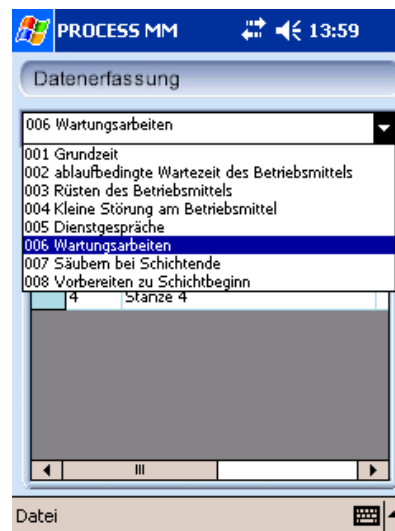 PROCESS MM 13:59
Datenerfassung
006 Wartungsarbeiten
001 Grundzeit
002 ablaufbedingte Wartezeit des Betriebsmittels
003 Rüsten des Betriebsmittels
004 Kleine Störung am Betriebsmittel
005 Dienstgespräche
006 Wartungsarbeiten
007 Säubern bei Schichtende
008 Vorbereiten zu Schichtbeginn
4 Stanze 4
Datei